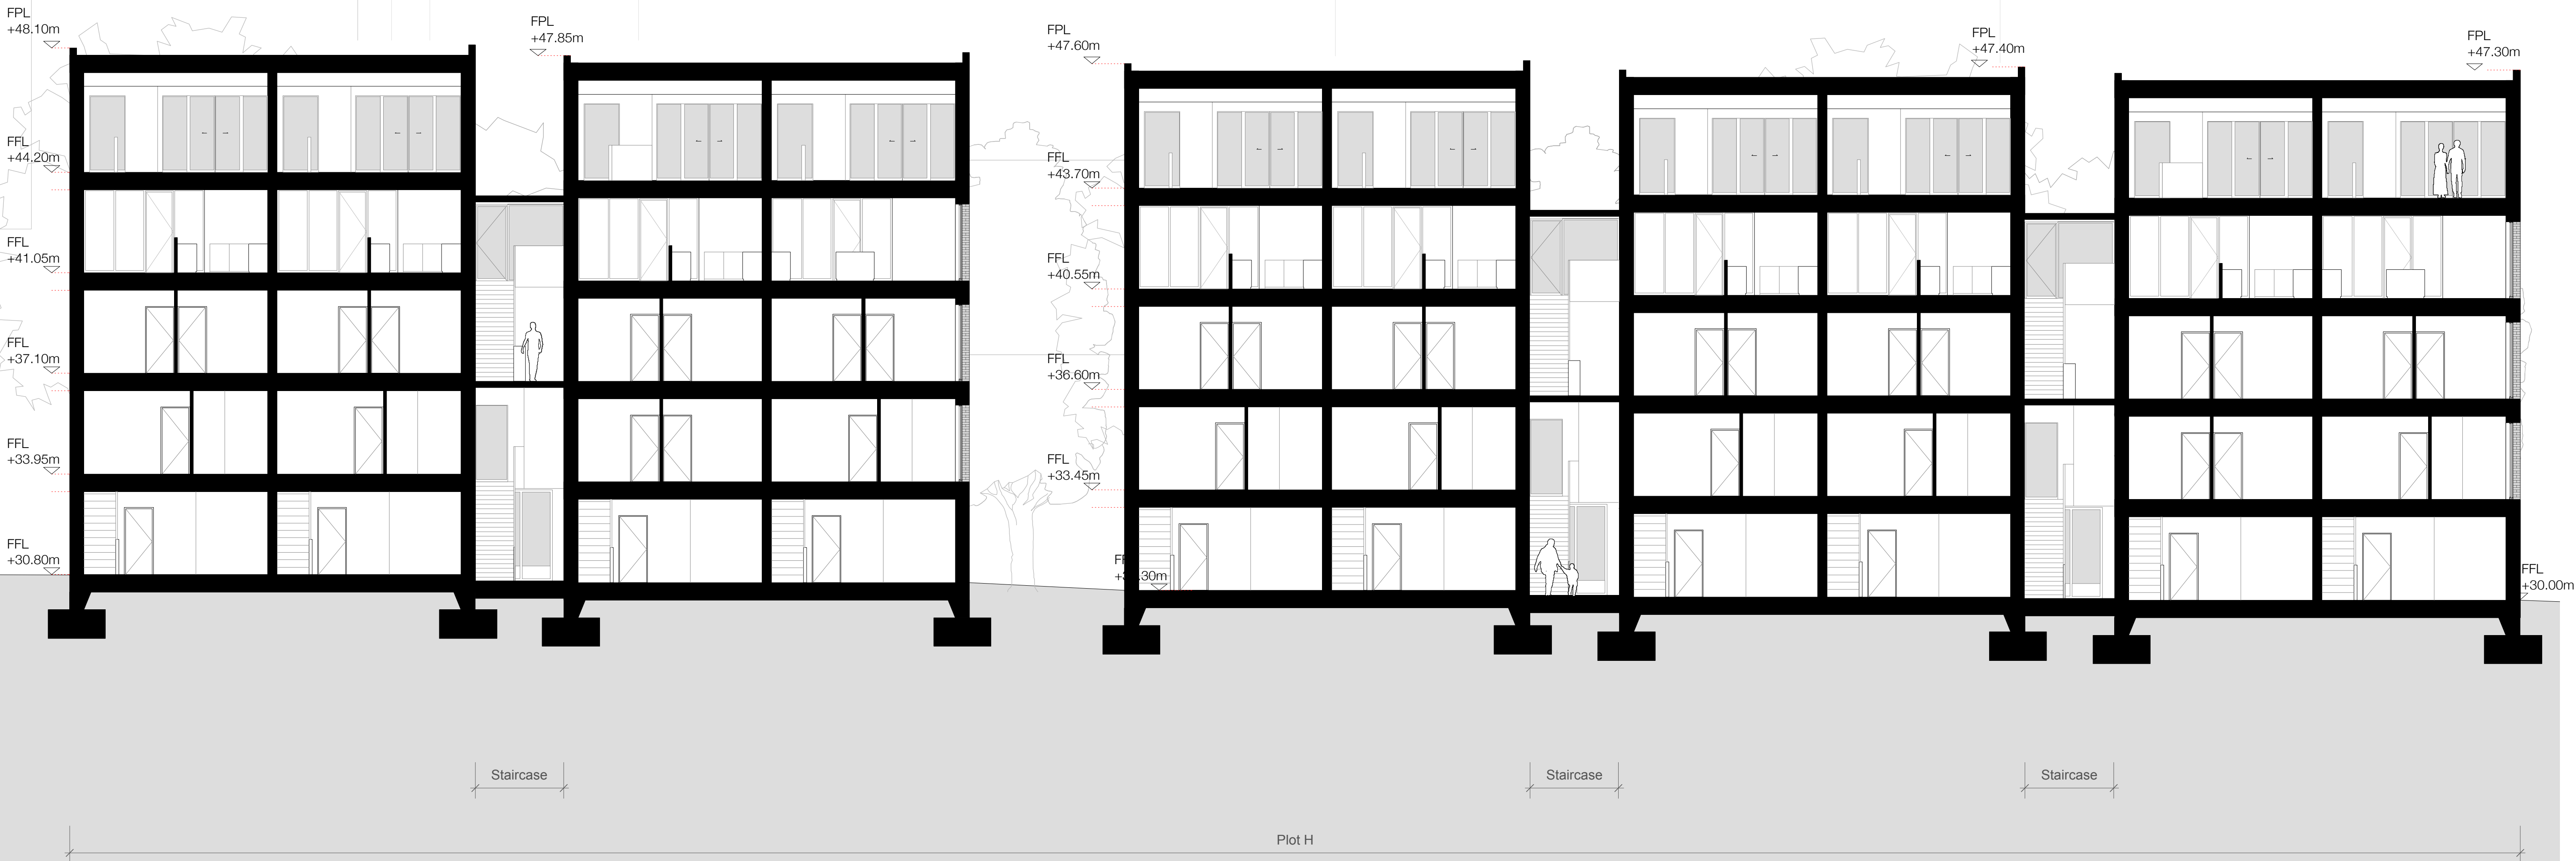 FPL
+48.10m
FPL
+47.85m
FPL
+47.60m
FPL
+47.40m
FPL
+47.30m
FFL
+44.20m
FFL
+43.70m
FFL
+41.05m
FFL
+40.55m
FFL
+37.10m
FFL
+36.60m
FFL
+33.95m
FFL
+33.45m
FFL
+30.80m
FFL
+30.00m
Staircase
Staircase
Staircase
Plot H